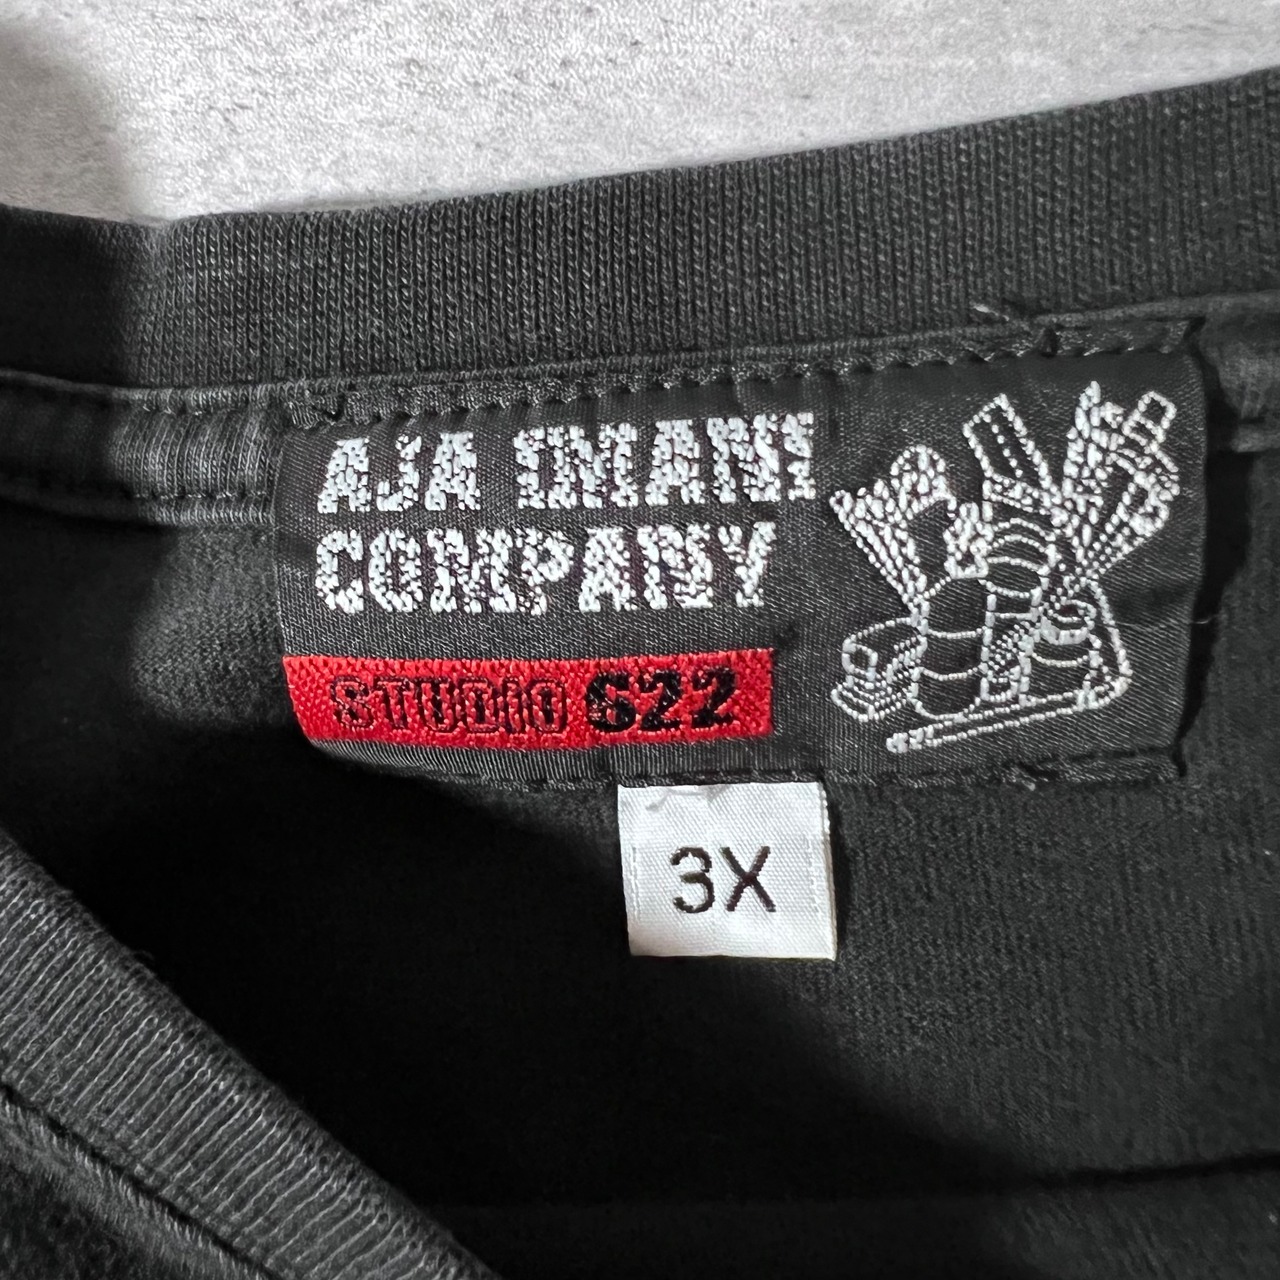 AJA IMANI
COMPANY
STUDIO 622
3X